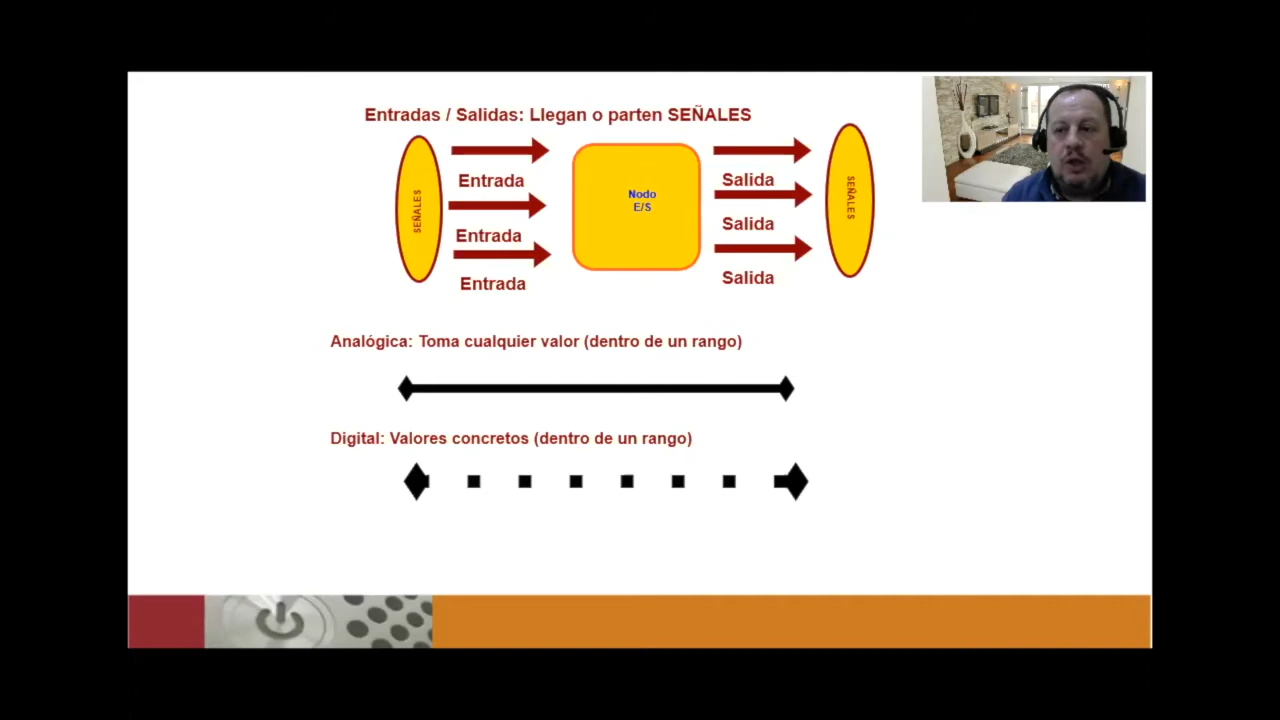 Entradas / Salidas: Llegan o parten SEÑALES
SEÑALES
Entrada
Entrada
Entrada
Nodo
E/S
Salida
Salida
Salida
SEÑALES
Analógica: Toma cualquier valor (dentro de un rango)
Digital: Valores concretos (dentro de un rango)